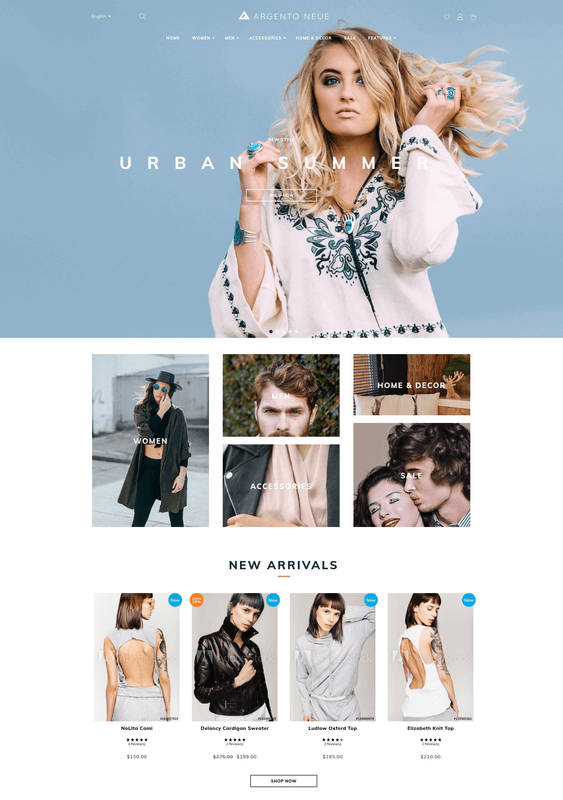 English
ARGENTO NEUE
HOME WOMEN MEN ACCESSORIES HOME & DECOR SALE FEATURES
NEW STYLE
URBAN SUMMER
WOMEN
MEN
ACCESSORIES
HOME & DECOR
SALE
NEW ARRIVALS
New
New
New
New
NoLita Cami
4 Review(s)
$150.00
Delancy Cardigan Sweater
2 Review(s)
$275.00 $199.00
Ludlow Oxford Top
3 Review(s)
$185.00
Elizabeth Knit Top
2 Review(s)
$210.00
SHOP NOW